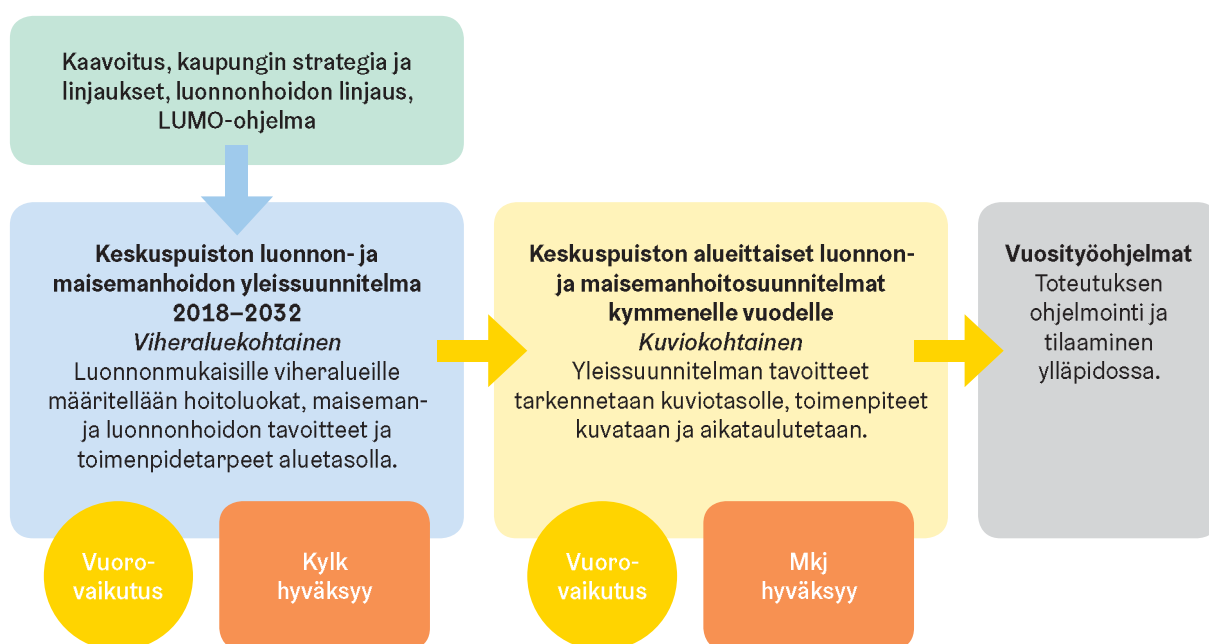 Kaavoitus, kaupungin strategia ja
linjaukset, luonnonhoidon linjaus,
LUMO-ohjelma
Keskuspuiston luonnon- ja
maisemanhoidon yleissuunnitelma
2018–2032
Viheraluekohtainen
Luonnonmukaisille viheralueille
määritellään hoitoluokat, maiseman-
ja luonnonhoidon tavoitteet ja
toimenpidetarpeet aluetasolla.
Vuoro-
vaikutus
Kylk
hyväksyy
Keskuspuiston alueittaiset luonnon-
ja maisemanhoitosuunnitelmat
kymmenelle vuodelle
Kuviokohtainen
Yleissuunnitelman tavoitteet
tarkennetaan kuviotasolle, toimenpiteet
kuvataan ja aikataulutetaan.
Vuoro-
vaikutus
Mkj
hyväksyy
Vuosityöohjelmat
Toteutuksen
ohjelmointi ja
tilaaminen
ylläpidossa.